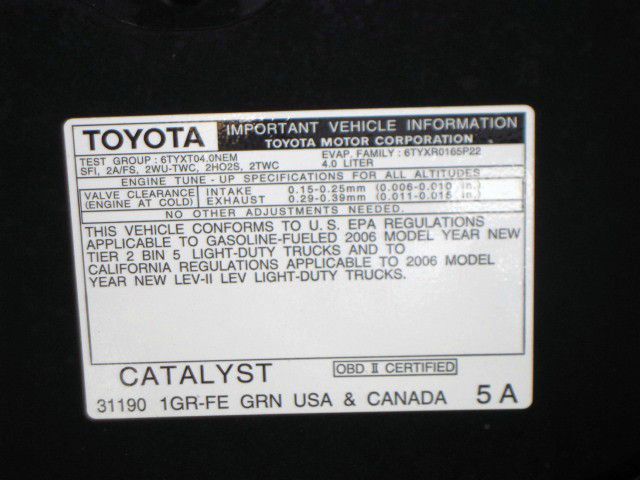 TOYOTA
IMPORTANT VEHICLE INFORMATION
TOYOTA MOTOR CORPORATION
TEST GROUP : 6TYXT04.0NEM EVAP. FAMILY : 6TYXR0165P22
SFI, 2A/FS, 2WU-TWC, 2HO2S, 2TWC 4.0 LITER
ENGINE TUNE - UP SPECIFICATIONS FOR ALL ALTITUDES
VALVE CLEARANCE INTAKE 0.15-0.25mm (0.006-0.010 in.)
(ENGINE AT COLD) EXHAUST 0.29-0.39mm (0.011-0.015 in.)
NO OTHER ADJUSTMENTS NEEDED.
THIS VEHICLE CONFORMS TO U.S. EPA REGULATIONS
APPLICABLE TO GASOLINE-FUELED 2006 MODEL YEAR NEW
TIER 2 BIN 5 LIGHT-DUTY TRUCKS AND TO
CALIFORNIA REGULATIONS APPLICABLE TO 2006 MODEL
YEAR NEW LEV-II LEV LIGHT-DUTY TRUCKS.
CATALYST OBD II CERTIFIED
31190 1GR-FE GRN USA & CANADA 5 A